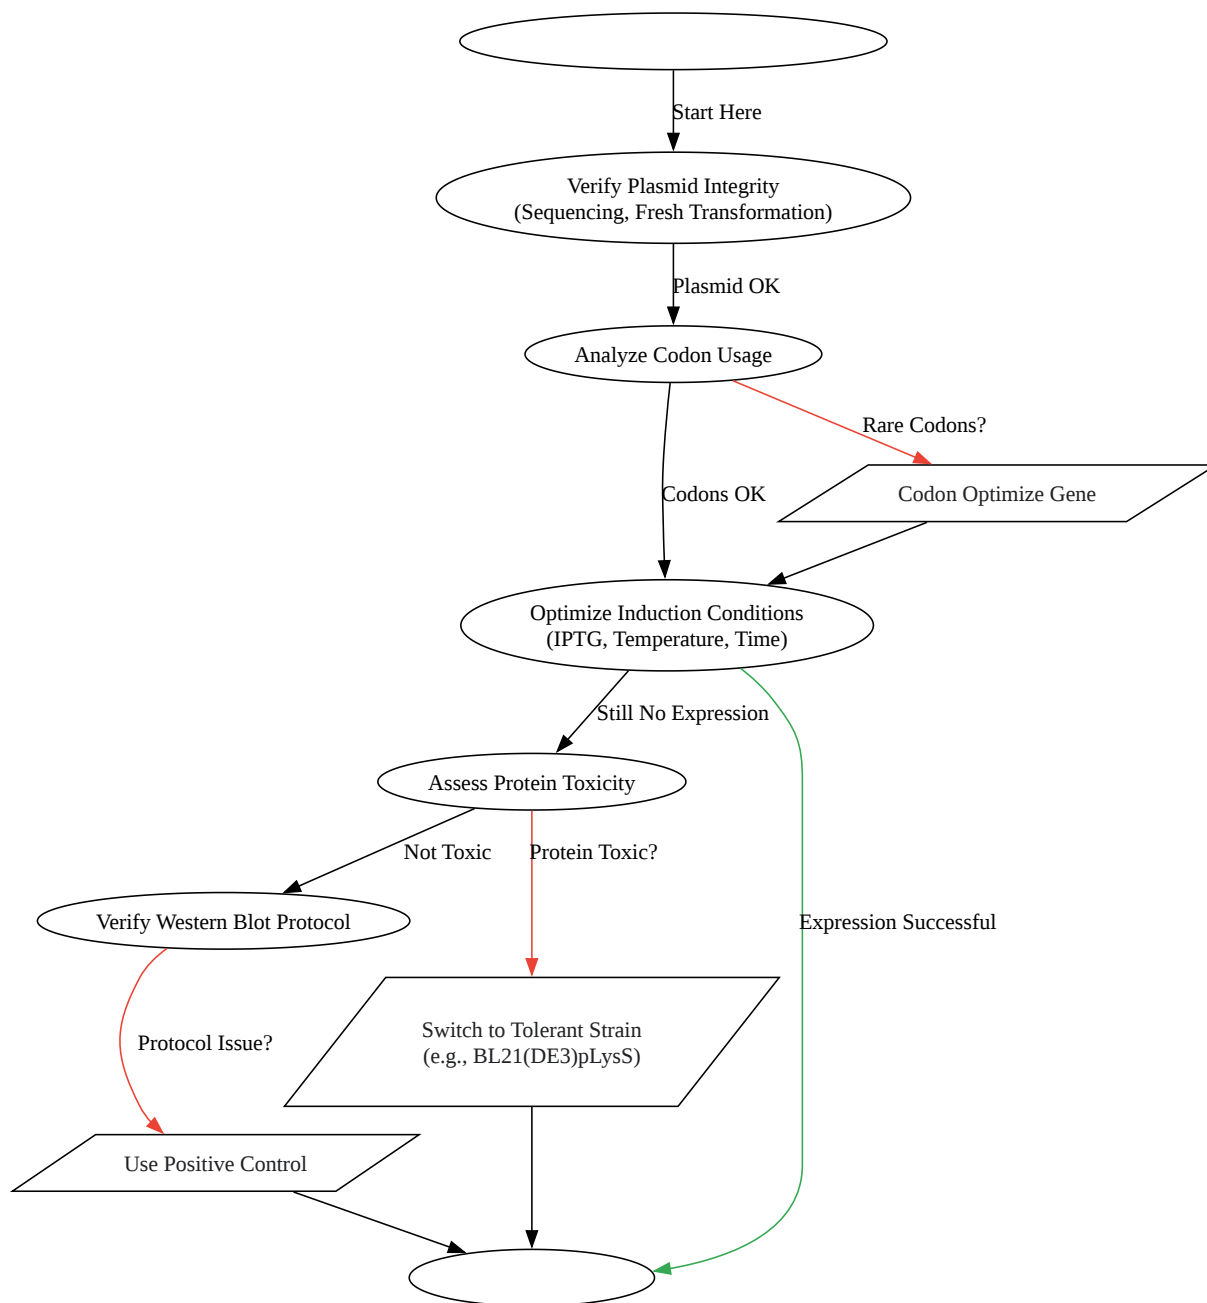 Start Here
Verify Plasmid Integrity
(Sequencing, Fresh Transformation)
Plasmid OK
Analyze Codon Usage
Rare Codons?
Codons OK
Codon Optimize Gene
Optimize Induction Conditions
(IPTG, Temperature, Time)
Still No Expression
Assess Protein Toxicity
Not Toxic
Protein Toxic?
Verify Western Blot Protocol
Expression Successful
Switch to Tolerant Strain
(e.g., BL21(DE3)pLysS)
Protocol Issue?
Use Positive Control